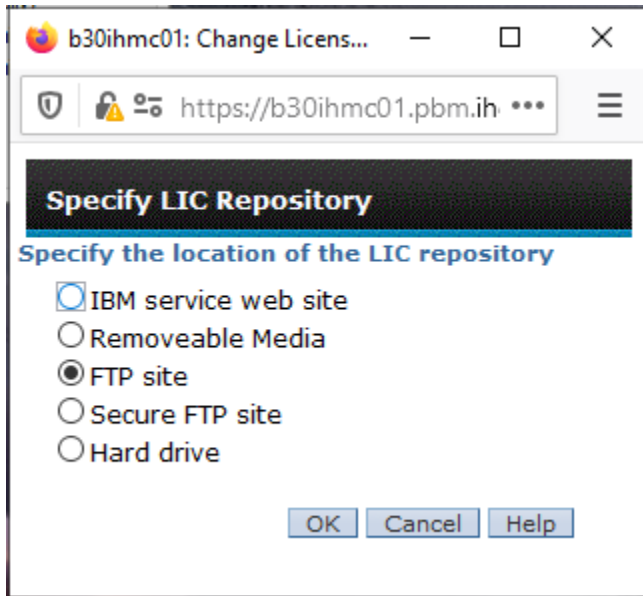 b30ihmc01: Change Licens...
https://b30ihmc01.pbm.ih
Specify LIC Repository
Specify the location of the LIC repository
IBM service web site
Removeable Media
FTP site
Secure FTP site
Hard drive
OK Cancel Help